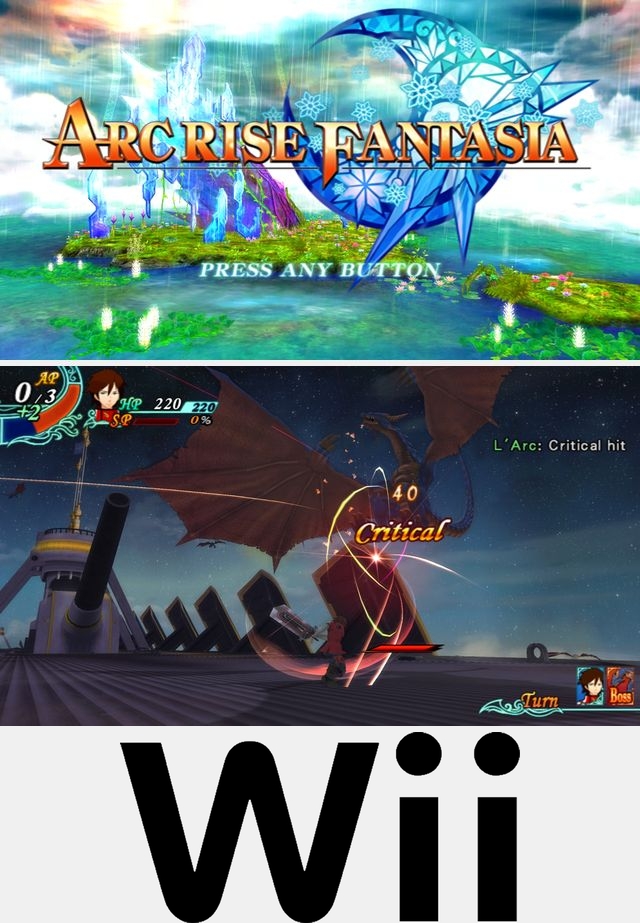 ARC RISE FANTASIA
PRESS ANY BUTTON
AP
0/3
+2
HP 220 220
SP 0%
L'Arc: Critical hit
40
Critical
Turn
Boss
Wii